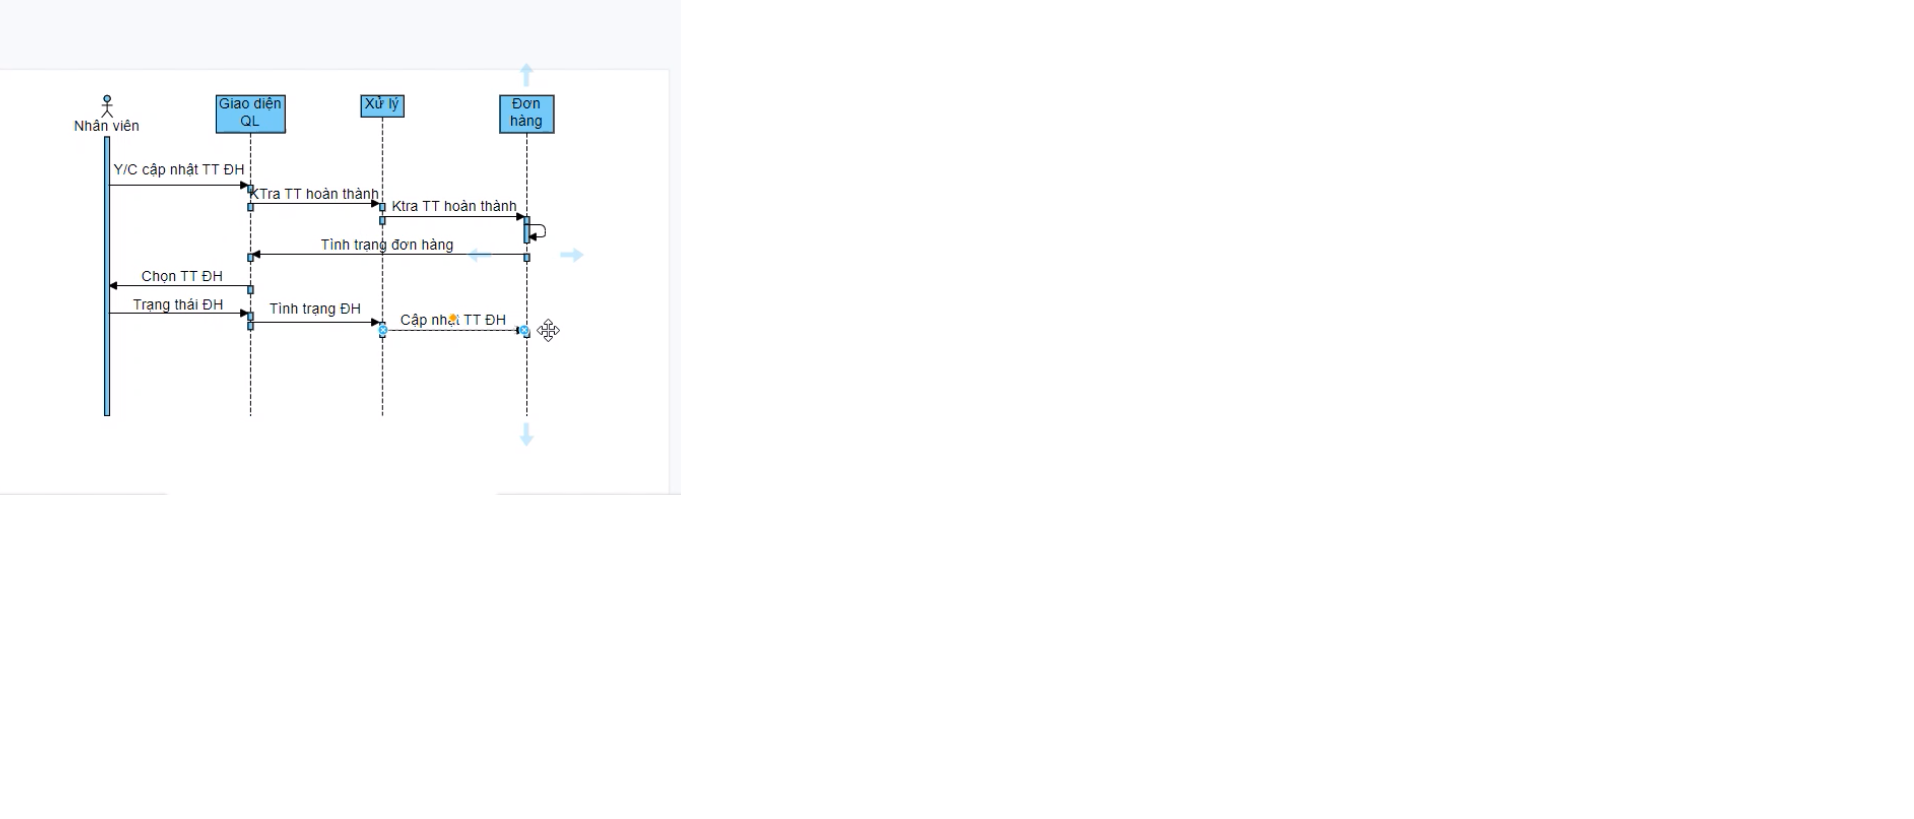 Nhân viên
Giao diện
QL
Xử lý
Đơn
hàng
Y/C cập nhật TT ĐH
KTra TT hoàn thành
Ktra TT hoàn thành
Tình trạng đơn hàng
Chọn TT ĐH
Trạng thái ĐH
Tình trạng ĐH
Cập nhật TT ĐH